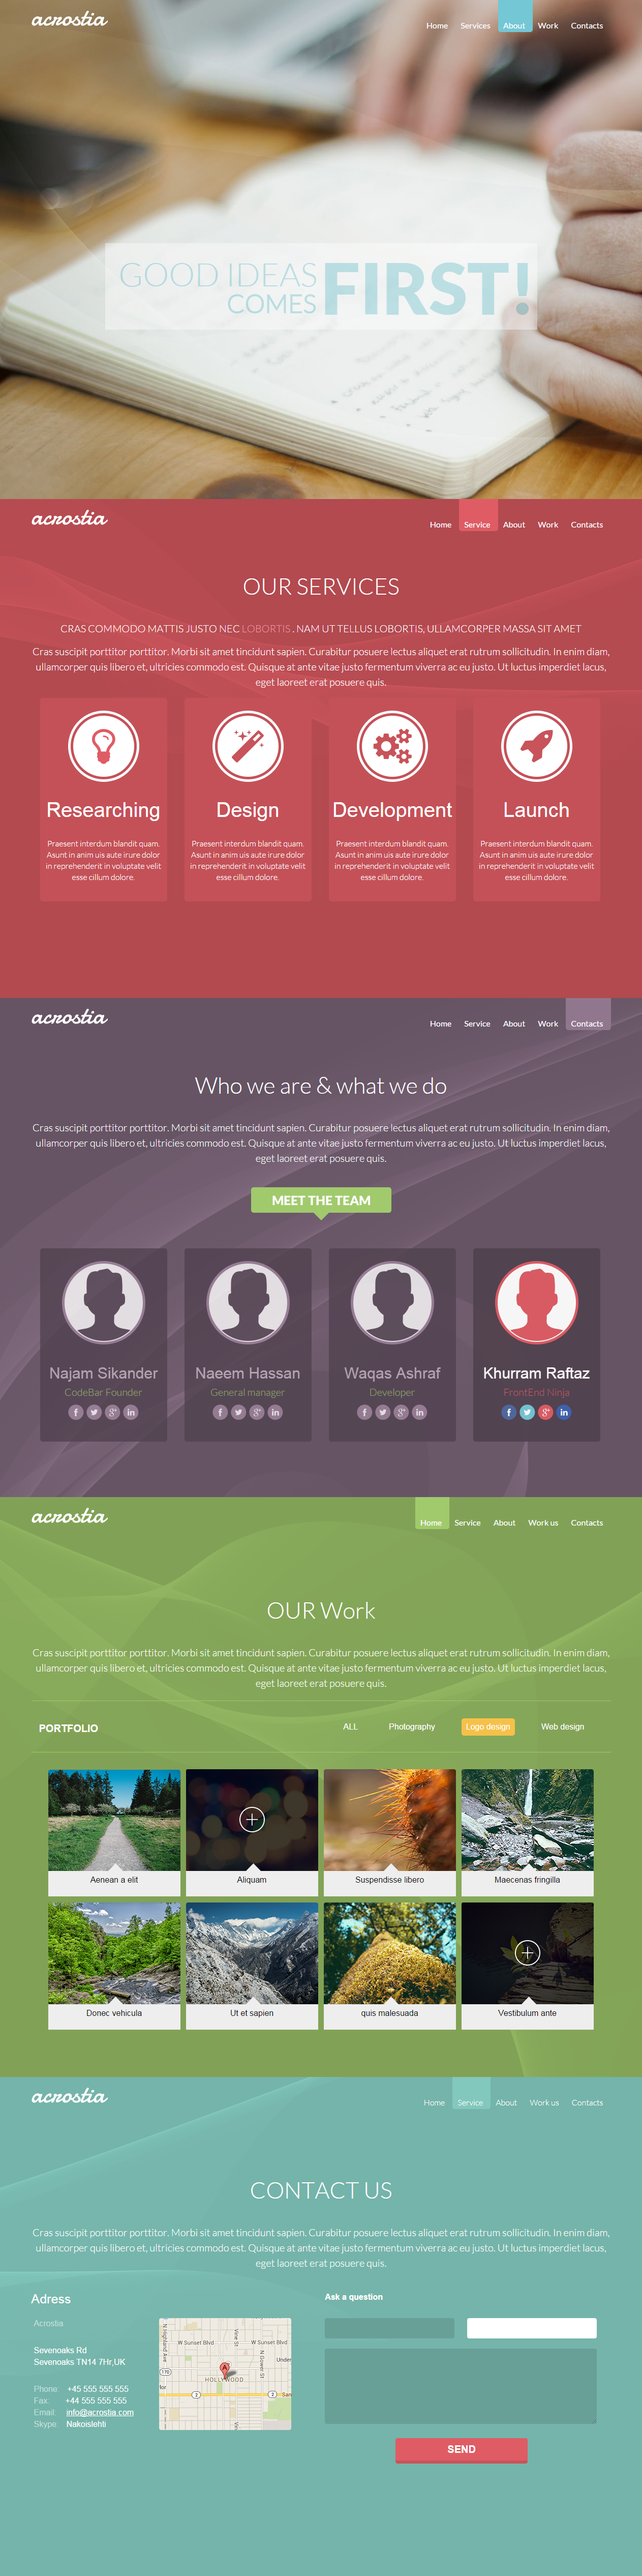 acrostia
Home Services About Work Contacts
GOOD IDEAS
COMES
FIRST!
acrostia
Home Service About Work Contacts
OUR SERVICES
CRAS COMMODO MATTIS JUSTO NEC LOBORTIS . NAM UT TELLUS LOBORTIS, ULLAMCORPER MASSA SIT AMET
Cras suscipit porttitor porttitor. Morbi sit amet tincidunt sapien. Curabitur posuere lectus aliquet erat rutrum sollicitudin. In enim diam,
ullamcorper quis libero et, ultricies commodo est. Quisque at ante vitae justo fermentum viverra ac eu justo. Ut luctus imperdiet lacus,
eget laoreet erat posuere quis.
Researching
Praesent interdum blandit quam.
Asunt in anim uis aute irure dolor
in reprehenderit in voluptate velit
esse cillum dolore.
Design
Praesent interdum blandit quam.
Asunt in anim uis aute irure dolor
in reprehenderit in voluptate velit
esse cillum dolore.
Development
Praesent interdum blandit quam.
Asunt in anim uis aute irure dolor
in reprehenderit in voluptate velit
esse cillum dolore.
Launch
Praesent interdum blandit quam.
Asunt in anim uis aute irure dolor
in reprehenderit in voluptate velit
esse cillum dolore.
acrostia
Home Service About Work Contacts
Who we are & what we do
Cras suscipit porttitor porttitor. Morbi sit amet tincidunt sapien. Curabitur posuere lectus aliquet erat rutrum sollicitudin. In enim diam,
ullamcorper quis libero et, ultricies commodo est. Quisque at ante vitae justo fermentum viverra ac eu justo. Ut luctus imperdiet lacus,
eget laoreet erat posuere quis.
MEET THE TEAM
Najam Sikander
CodeBar Founder
Naeem Hassan
General manager
Waqas Ashraf
Developer
Khurram Raftaz
FrontEnd Ninja
acrostia
Home Service About Work us Contacts
OUR Work
Cras suscipit porttitor porttitor. Morbi sit amet tincidunt sapien. Curabitur posuere lectus aliquet erat rutrum sollicitudin. In enim diam,
ullamcorper quis libero et, ultricies commodo est. Quisque at ante vitae justo fermentum viverra ac eu justo. Ut luctus imperdiet lacus,
eget laoreet erat posuere quis.
PORTFOLIO
ALL Photography Logo design Web design
Aenean a elit
Aliquam
Suspendisse libero
Maecenas fringilla
Donec vehicula
Ut et sapien
quis malesuada
Vestibulum ante
acrostia
Home Service About Work us Contacts
CONTACT US
Cras suscipit porttitor porttitor. Morbi sit amet tincidunt sapien. Curabitur posuere lectus aliquet erat rutrum sollicitudin. In enim diam,
ullamcorper quis libero et, ultricies commodo est. Quisque at ante vitae justo fermentum viverra ac eu justo. Ut luctus imperdiet lacus,
eget laoreet erat posuere quis.
Adress
Acrostia
Sevenoaks Rd
Sevenoaks TN14 7Hr,UK
Phone: +45 555 555 555
Fax: +44 555 555 555
Email: info@acrostia.com
Skype: Nakoislehti
W Sunset Blvd
W Sunset Blvd
N Highland Ave
Vine St
N Gower St
HOLLYWOOD
Ask a question
SEND